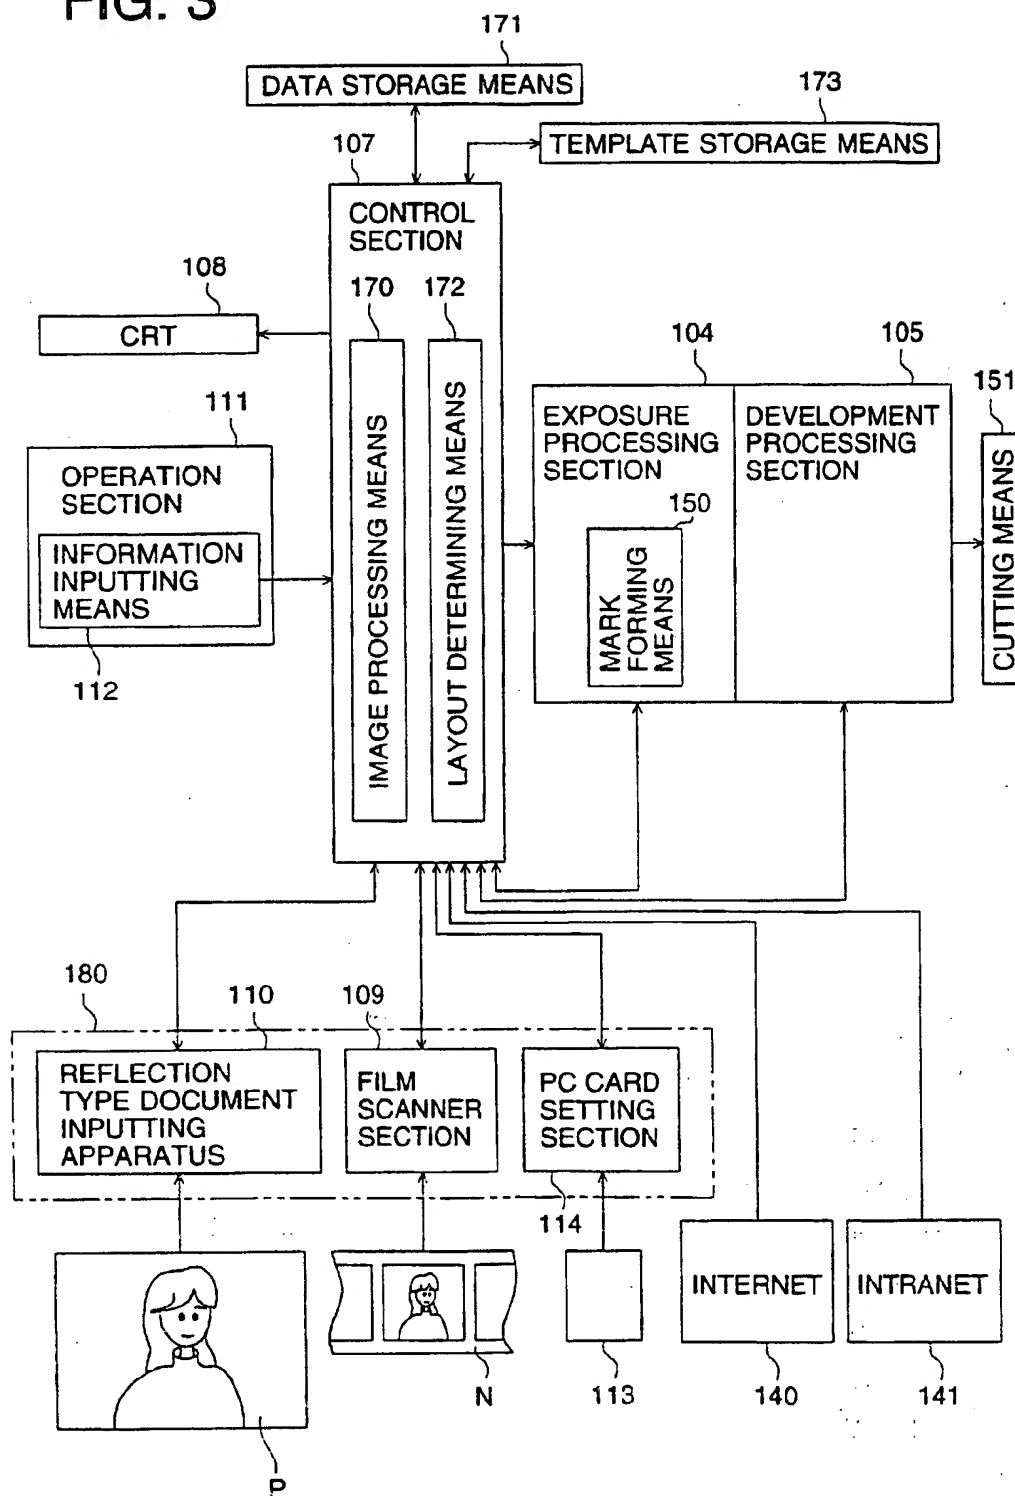 FIG. 3
171
DATA STORAGE MEANS
173
TEMPLATE STORAGE MEANS
107
CONTROL
SECTION
108
CRT
170
172
IMAGE PROCESSING MEANS
LAYOUT DETERMINING MEANS
111
OPERATION
SECTION
INFORMATION
INPUTTING
MEANS
112
104
EXPOSURE
PROCESSING
SECTION
150
MARK
FORMING
MEANS
105
DEVELOPMENT
PROCESSING
SECTION
151
CUTTING MEANS
180
110
REFLECTION
TYPE DOCUMENT
INPUTTING
APPARATUS
109
FILM
SCANNER
SECTION
PC CARD
SETTING
SECTION
114
INTERNET
INTRANET
P
N
113
140
141